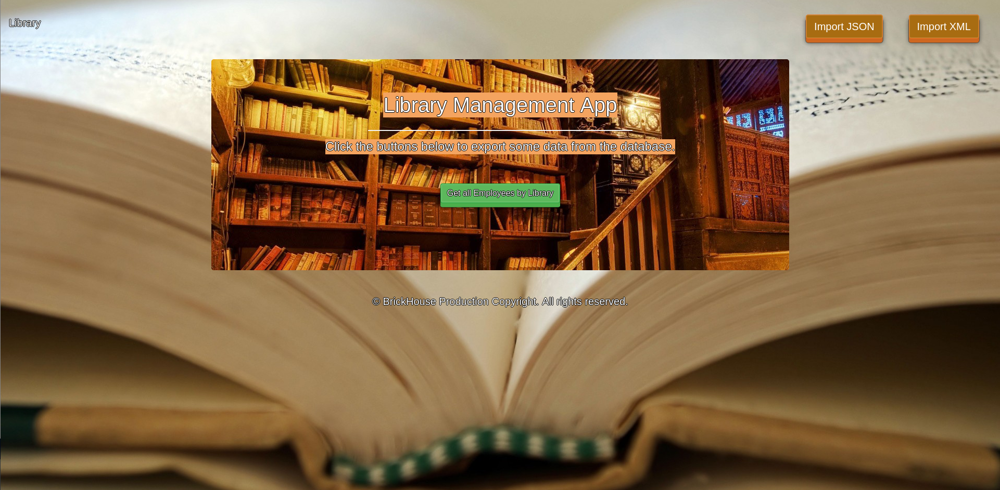 Library
Import JSON
Import XML
Library Management App
Click the buttons below to export some data from the database.
Get all Employees by Library
© BrickHouse Production Copyright. All rights reserved.